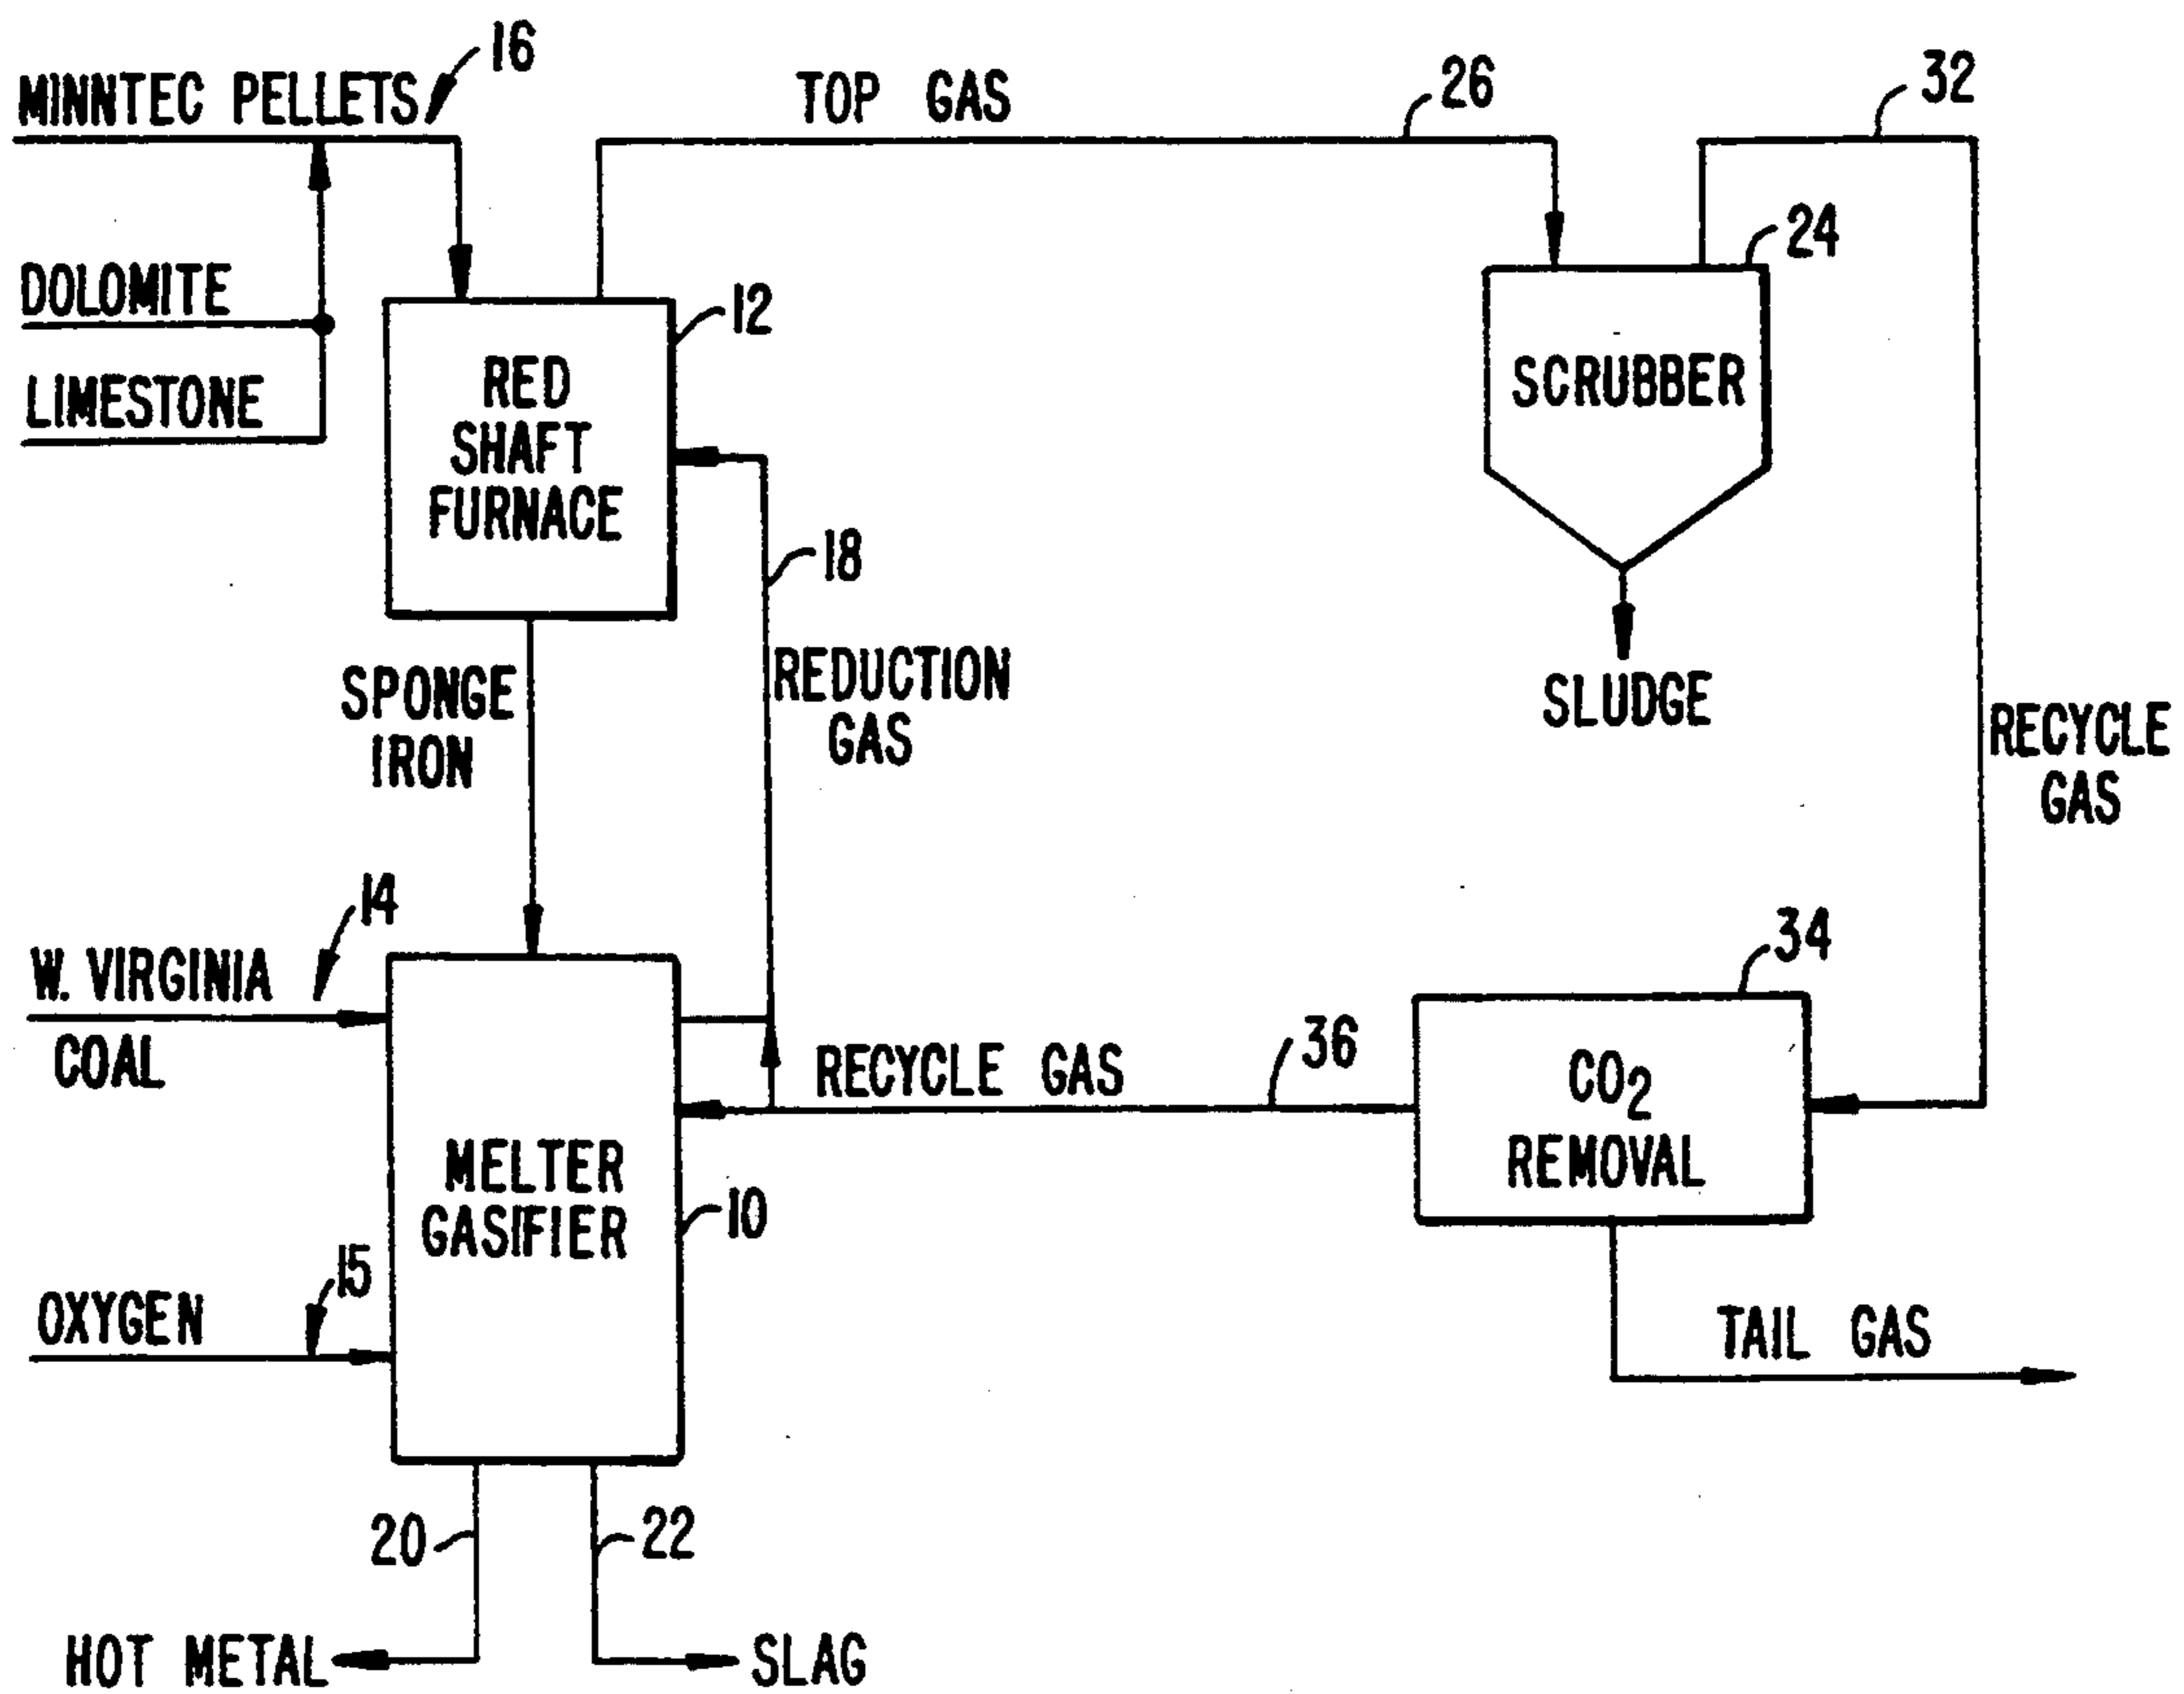 16
MINNTEC PELLETS
TOP GAS
26
32
DOLOMITE
LIMESTONE
12
RED
SHAFT
FURNACE
24
SCRUBBER
18
SPONGE
IRON
REDUCTION
GAS
SLUDGE
RECYCLE
GAS
14
W. VIRGINIA
COAL
34
36
RECYCLE GAS
CO₂
REMOVAL
MELTER
GASIFIER
10
15
OXYGEN
TAIL GAS
20
22
HOT METAL
SLAG